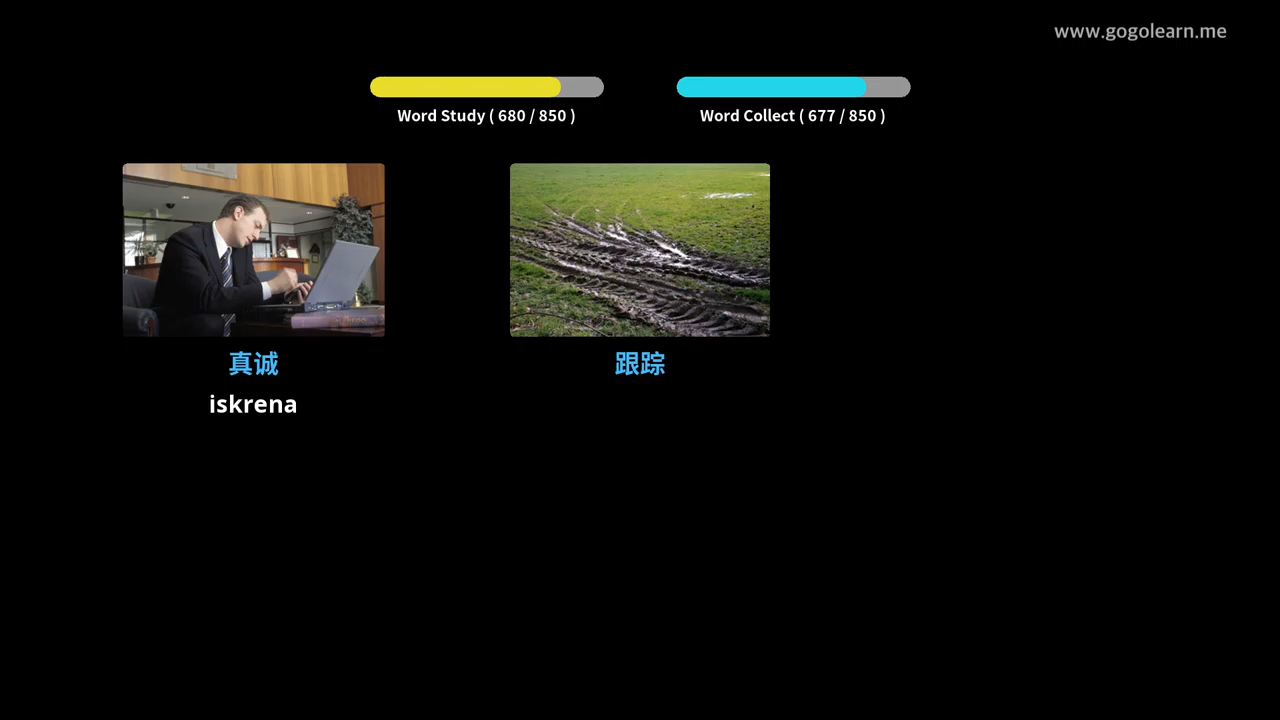 www.gogolearn.me
Word Study ( 680 / 850 )
Word Collect ( 677 / 850 )
真诚
跟踪
iskrena